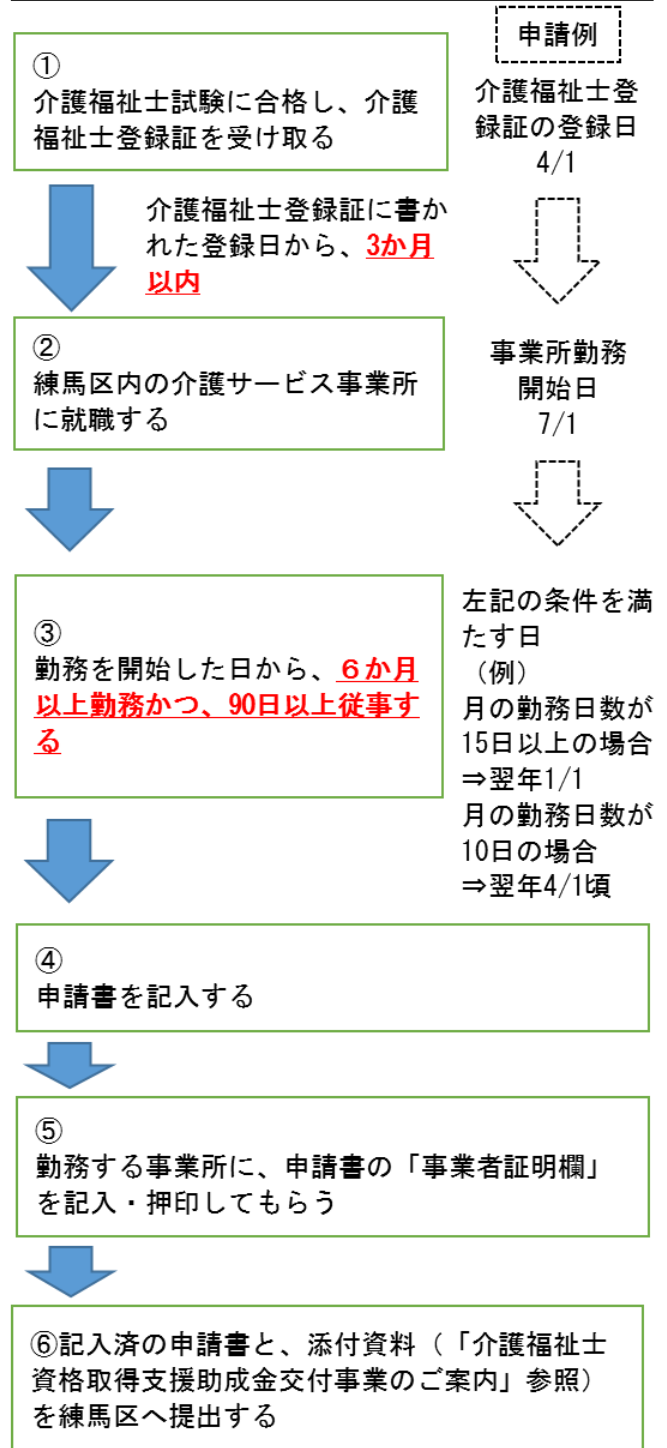 ①
介護福祉士試験に合格し、介護
福祉士登録証を受け取る
申請例
介護福祉士登
録証の登録日
4/1
介護福祉士登録証に書か
れた登録日から、3か月
以内
②
練馬区内の介護サービス事業所
に就職する
事業所勤務
開始日
7/1
③
勤務を開始した日から、６か月
以上勤務かつ、90日以上従事す
る
左記の条件を満
たす日
（例）
月の勤務日数が
15日以上の場合
⇒翌年1/1
月の勤務日数が
10日の場合
⇒翌年4/1頃
④
申請書を記入する
⑤
勤務する事業所に、申請書の「事業者証明欄」
を記入・押印してもらう
⑥記入済の申請書と、添付資料（「介護福祉士
資格取得支援助成金交付事業のご案内」参照）
を練馬区へ提出する